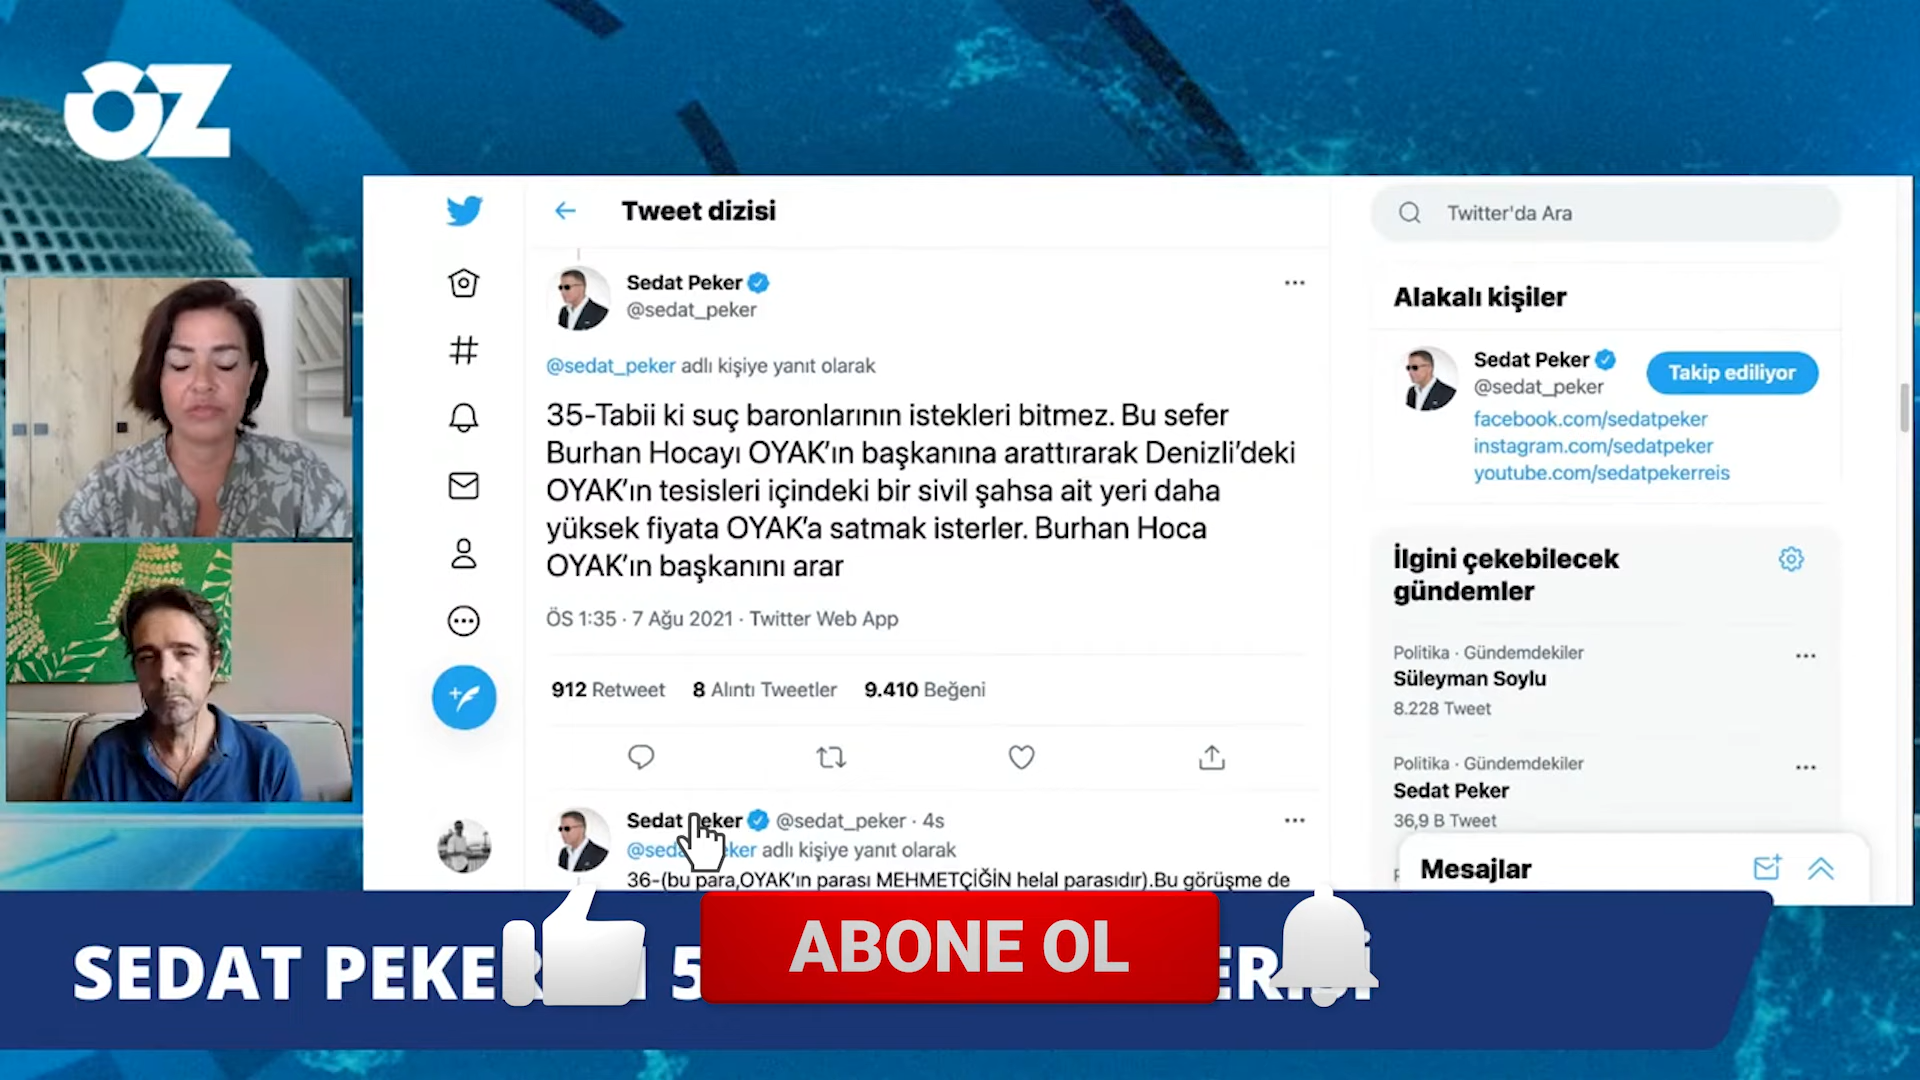 ÖZ
Tweet dizisi
Sedat Peker
@sedat_peker
@sedat_peker adlı kişiye yanıt olarak
35-Tabii ki suç baronlarının istekleri bitmez. Bu sefer
Burhan Hocayı OYAK’ın başkanına arattırarak Denizli’deki
OYAK’ın tesisleri içindeki bir sivil şahsa ait yeri daha
yüksek fiyata OYAK’a satmak isterler. Burhan Hoca
OYAK’ın başkanını arar
ÖS 1:35 · 7 Ağu 2021 · Twitter Web App
912 Retweet 8 Alıntı Tweetler 9.410 Beğeni
Sedat Peker @sedat_peker · 4s
adlı kişiye yanıt olarak
36-(bu para,OYAK’ın parası MEHMETÇİĞİN helal parasıdır).Bu görüşme de
Twitter'da Ara
Alakalı kişiler
Sedat Peker
@sedat_peker
Takip ediliyor
facebook.com/sedatpeker
instagram.com/sedatpeker
youtube.com/sedatpekerreis
İlgini çekebilecek
gündemler
Politika · Gündemdekiler
Süleyman Soylu
8.228 Tweet
Politika · Gündemdekiler
Sedat Peker
36,9 B Tweet
Mesajlar
SEDAT
ABONE OL